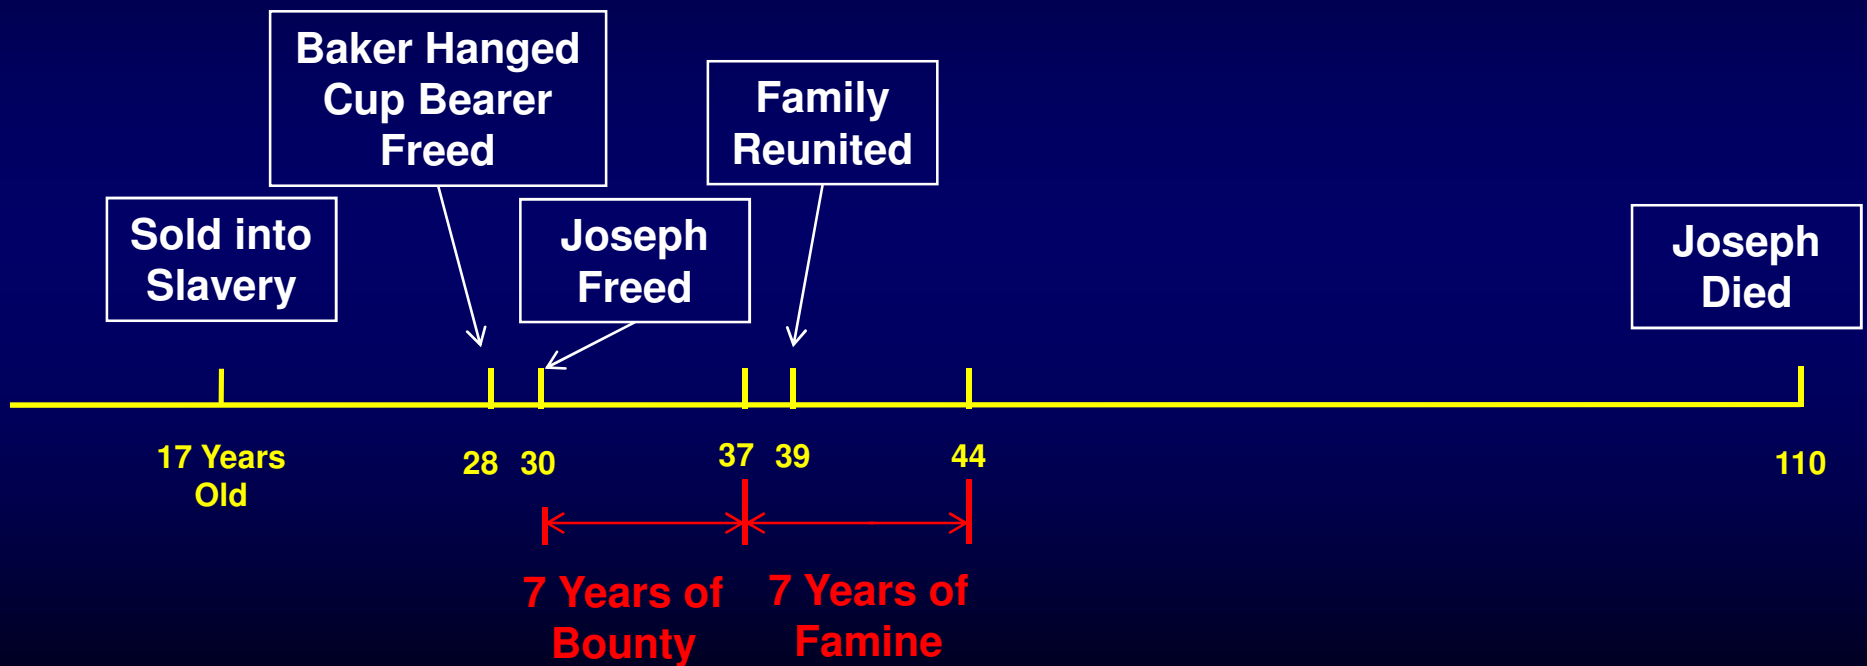 Baker Hanged
Cup Bearer
Freed
Family
Reunited
Sold into
Slavery
Joseph
Freed
Joseph
Died
17 Years
Old
28
30
37
39
44
110
7 Years of
Bounty
7 Years of
Famine